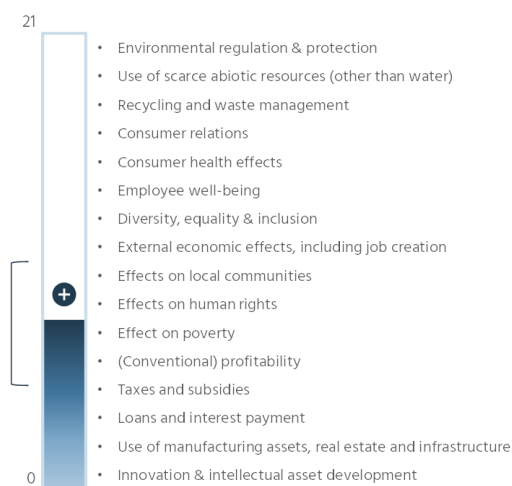 21
• Environmental regulation & protection
• Use of scarce abiotic resources (other than water)
• Recycling and waste management
• Consumer relations
• Consumer health effects
• Employee well-being
• Diversity, equality & inclusion
• External economic effects, including job creation
• Effects on local communities
+
• Effects on human rights
• Effect on poverty
• (Conventional) profitability
• Taxes and subsidies
• Loans and interest payment
• Use of manufacturing assets, real estate and infrastructure
0
• Innovation & intellectual asset development